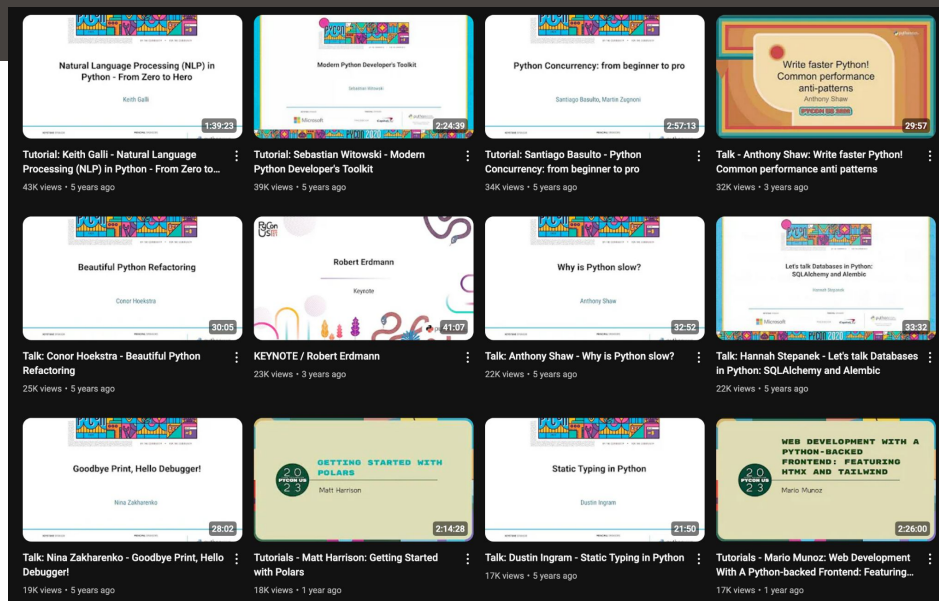 Natural Language Processing (NLP) in
Python - From Zero to Hero
Keith Galli
1:39:23
Modern Python Developer's Toolkit
Sebastian Witowski
Microsoft
PYCON 2020
2:24:39
Python Concurrency: from beginner to pro
Santiago Basulto, Martin Zugnoni
2:57:13
Write faster Python!
Common performance
anti-patterns
Anthony Shaw
29:57
Tutorial: Keith Galli - Natural Language
Processing (NLP) in Python - From Zero to...
43K views • 5 years ago
Tutorial: Sebastian Witowski - Modern
Python Developer's Toolkit
39K views • 5 years ago
Tutorial: Santiago Basulto - Python
Concurrency: from beginner to pro
34K views • 5 years ago
Talk - Anthony Shaw: Write faster Python!
Common performance anti patterns
32K views • 3 years ago
Beautiful Python Refactoring
Conor Hoekstra
30:05
PyCon
US
Robert Erdmann
Keynote
41:07
Why is Python slow?
Anthony Shaw
32:52
Let's talk Databases in Python:
SQLAlchemy and Alembic
Hannah Stepanek
Microsoft
33:32
Talk: Conor Hoekstra - Beautiful Python
Refactoring
25K views • 5 years ago
KEYNOTE / Robert Erdmann
23K views • 3 years ago
Talk: Anthony Shaw - Why is Python slow?
22K views • 5 years ago
Talk: Hannah Stepanek - Let's talk Databases
in Python: SQLAlchemy and Alembic
22K views • 5 years ago
Goodbye Print, Hello Debugger!
Nina Zakharenko
28:02
20
PYCON US
23
GETTING STARTED WITH
POLARS
Matt Harrison
2:14:28
Static Typing in Python
Dustin Ingram
21:50
20
PYCON US
23
WEB DEVELOPMENT WITH A
PYTHON-BACKED
FRONTEND: FEATURING
HTMX AND TAILWIND
Mario Munoz
2:26:00
Talk: Nina Zakharenko - Goodbye Print, Hello
Debugger!
19K views • 5 years ago
Tutorials - Matt Harrison: Getting Started
with Polars
18K views • 1 year ago
Talk: Dustin Ingram - Static Typing in Python
17K views • 5 years ago
Tutorials - Mario Munoz: Web Development
With A Python-backed Frontend: Featuring...
17K views • 1 year ago